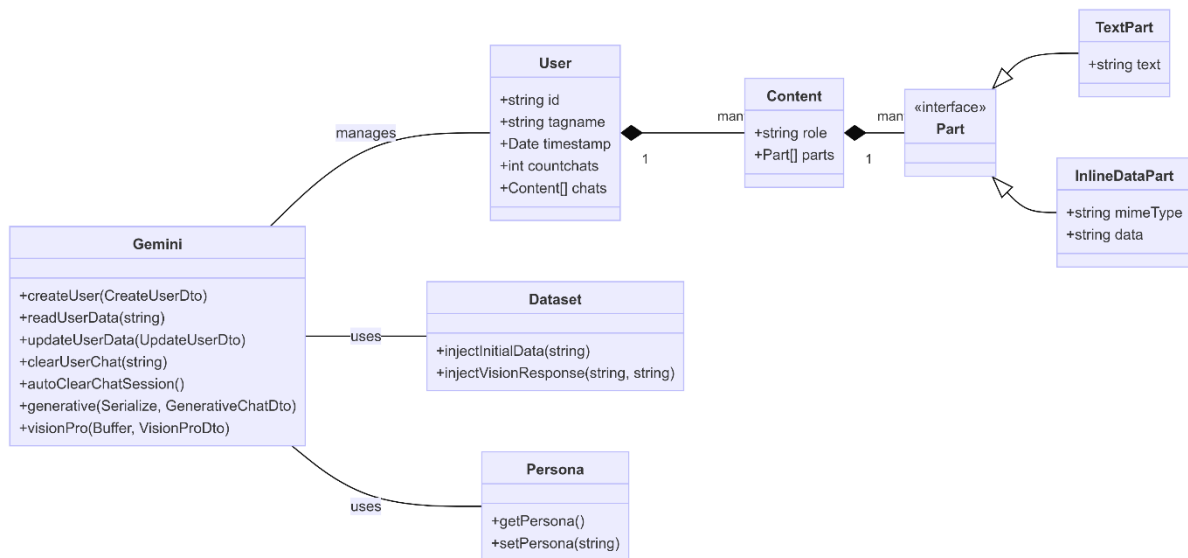 TextPart
+string text
User
+string id
+string tagname
+Date timestamp
+int countchats
+Content[] chats
1
man
Content
+string role
+Part[] parts
1
man
«interface»
Part
InlineDataPart
+string mimeType
+string data
manages
Gemini
+createUser(CreateUserDto)
+readUserData(string)
+updateUserData(UpdateUserDto)
+clearUserChat(string)
+autoClearChatSession()
+generative(Serialize, GenerativeChatDto)
+visionPro(Buffer, VisionProDto)
uses
Dataset
+injectInitialData(string)
+injectVisionResponse(string, string)
uses
Persona
+getPersona()
+setPersona(string)